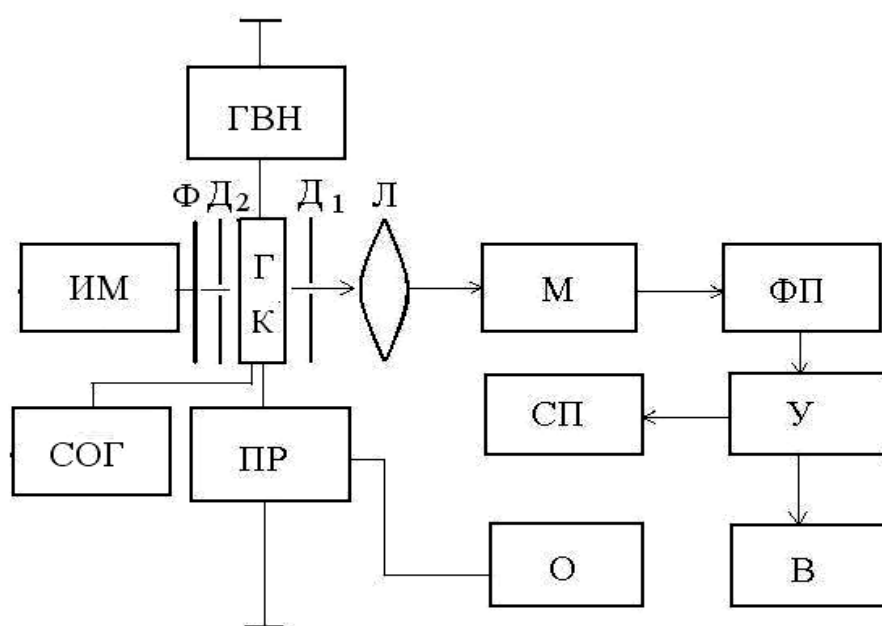 ГВН
Ф Д2 Д1 Л
ИМ
Г
К
М
ФП
СП
У
СОГ
ПР
О
В